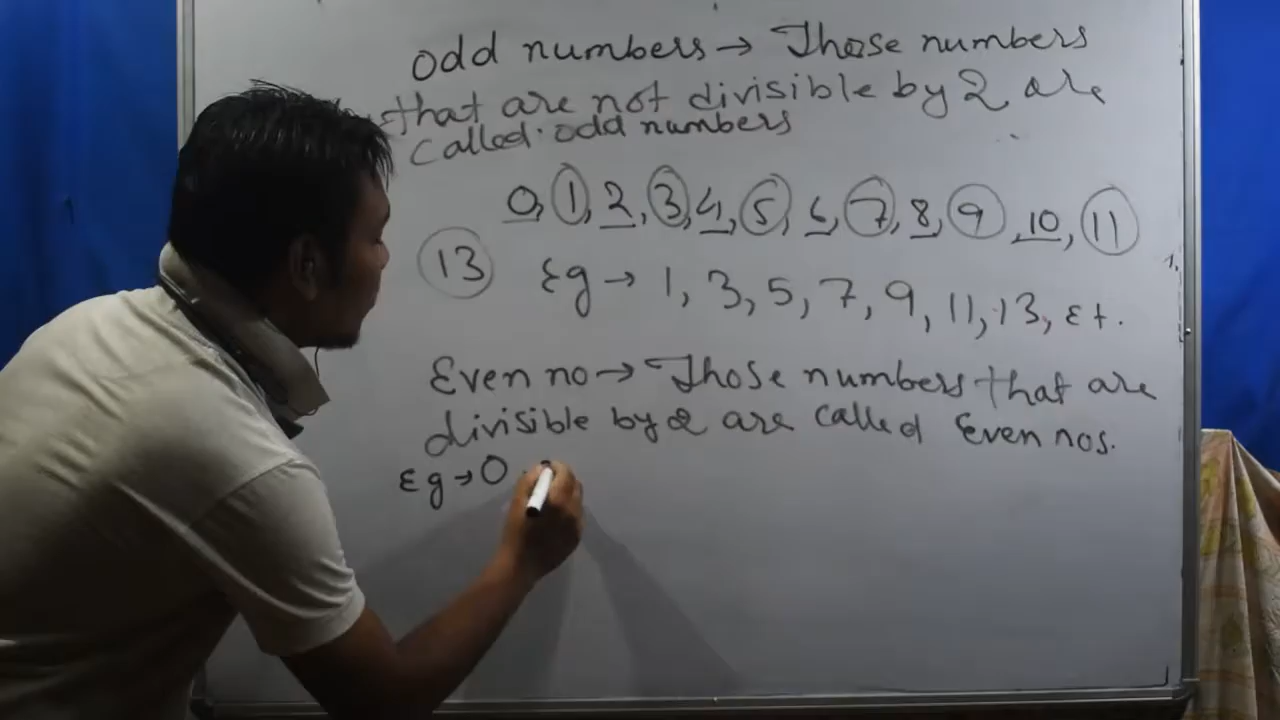 odd numbers → Those numbers
that are not divisible by 2 are
called odd numbers
0, 1, 2, 3, 4, 5, 6, 7, 8, 9, 10, 11
13
Eg → 1, 3, 5, 7, 9, 11, 13, Et.
Even no → Those numbers that are
divisible by 2 are called Even nos.
Eg → 0